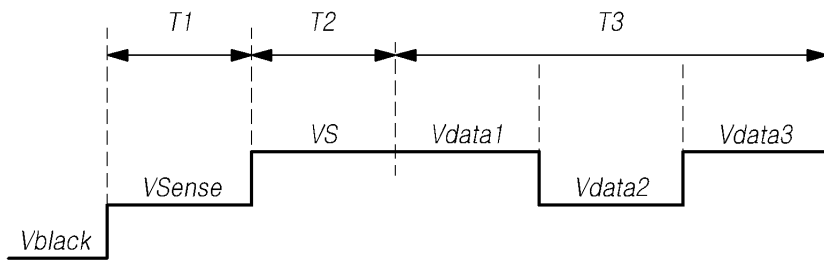 T1 T2 T3
VS Vdata1 Vdata3
VSense Vdata2
Vblack